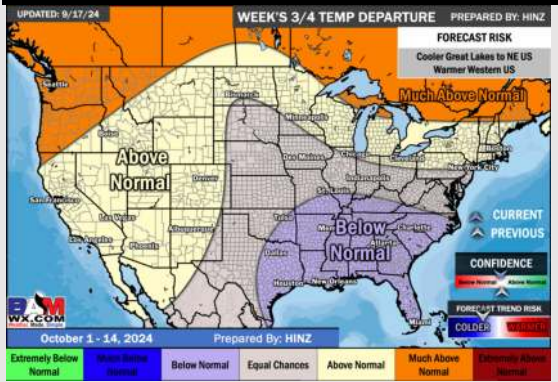 UPDATED: 9/17/24
WEEK'S 3/4 TEMP DEPARTURE
PREPARED BY: HINZ
FORECAST RISK
Cooler Great Lakes to NE US
Warmer Western US
Seattle
Much Above Normal
Bismarck
Minneapolis
Boise
Boston
Above
Normal
Des Moines
Chicago
Cleveland
New York City
Denver
Indianapolis
St. Louis
San Francisco
Las Vegas
Tulsa
Below
Normal
Charlotte
CURRENT
PREVIOUS
Los Angeles
Albuquerque
Atlanta
Phoenix
Dallas
CONFIDENCE
Below Normal
Above Normal
Houston
New Orleans
BAM
WX.COM
FORECAST TREND RISK
COLDER
WARMER
Miami
October 1 - 14, 2024
Prepared By: HINZ
Extremely Below Normal
Much Below Normal
Below Normal
Equal Chances
Above Normal
Much Above Normal
Extremely Above Normal